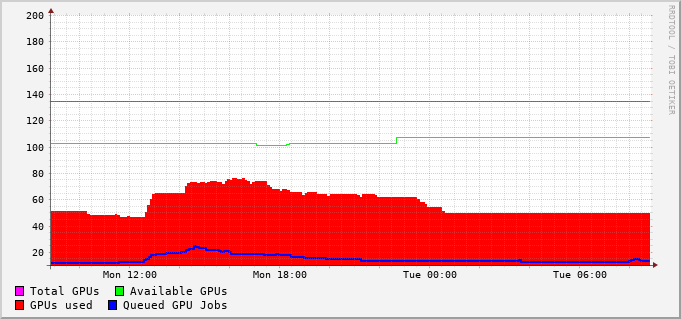 RRDTOOL / TOBI OETIKER
200
180
160
140
120
100
80
60
40
20
Mon 12:00 Mon 18:00 Tue 00:00 Tue 06:00
Total GPUs Available GPUs
GPUs used Queued GPU Jobs